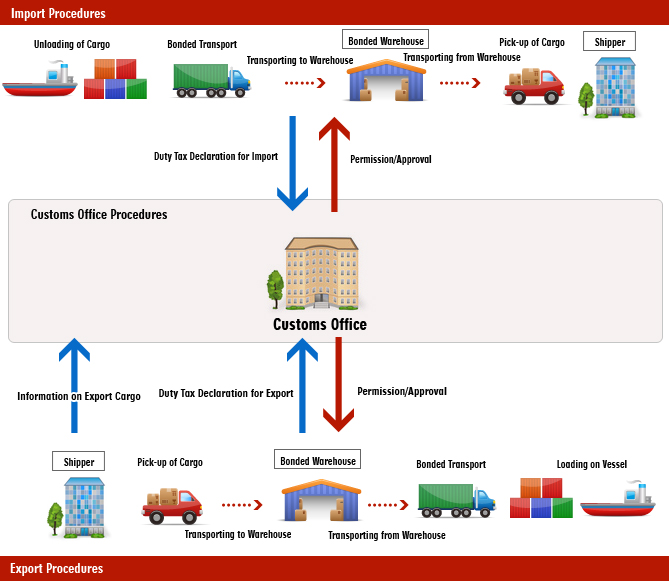 Import Procedures
Unloading of Cargo
Bonded Transport
Transporting to Warehouse
Bonded Warehouse
Transporting from Warehouse
Pick-up of Cargo
Shipper
Duty Tax Declaration for Import
Permission/Approval
Customs Office Procedures
Customs Office
Information on Export Cargo
Duty Tax Declaration for Export
Permission/Approval
Shipper
Pick-up of Cargo
Transporting to Warehouse
Bonded Warehouse
Transporting from Warehouse
Bonded Transport
Loading on Vessel
Export Procedures